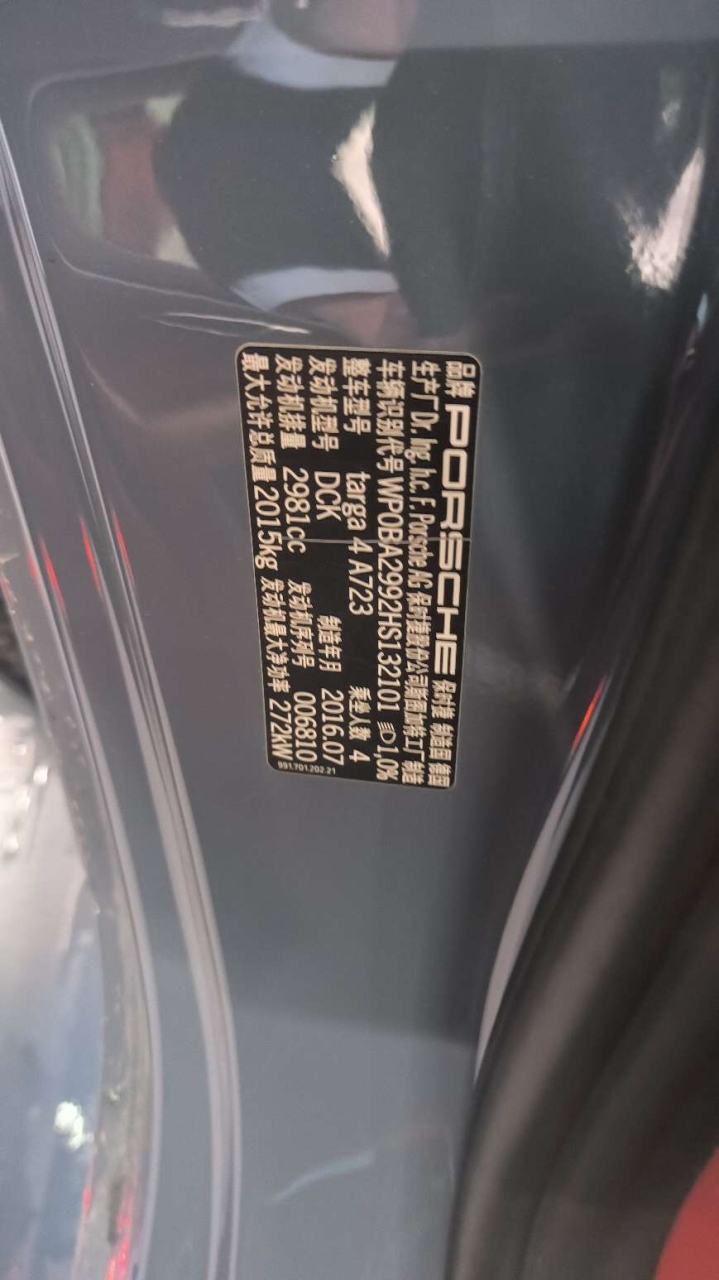 品牌 PORSCHE 保时捷 制造国 德国
生产厂 Dr. Ing. h.c. F. Porsche AG 保时捷股份公司斯图加特工厂 制造
车辆识别代号 WP0BA2992HS132101 1,0%
整车型号 targa 4 A723 乘坐人数 4
发动机型号 DCK 制造年月 2016.07
发动机排量 2981cc 发动机序列号 006810
最大允许总质量 2015kg 发动机最大净功率 272kW
991.701.202.21